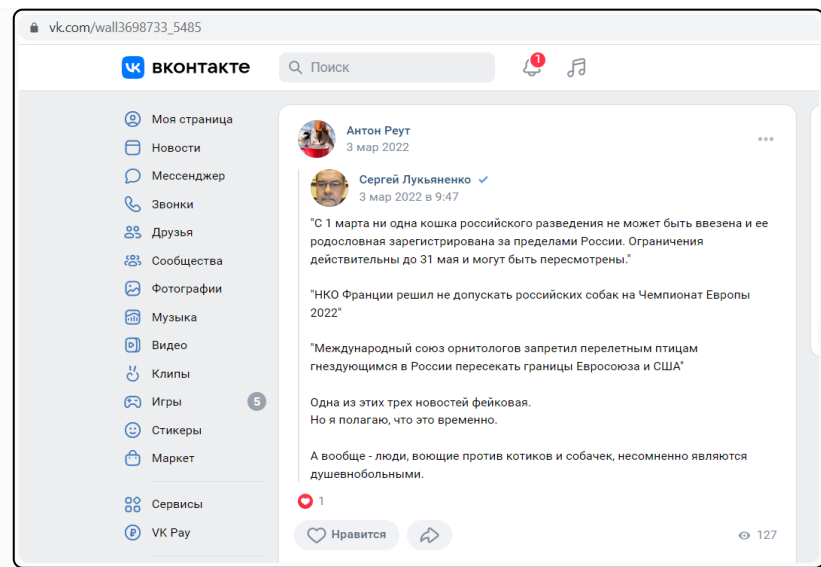 vk.com/wall3698733_5485
вконтакте
Поиск
1
Моя страница
Новости
Мессенджер
Звонки
Друзья
Сообщества
Фотографии
Музыка
Видео
Клипы
Игры 5
Стикеры
Маркет
Сервисы
VK Pay
Антон Реут
3 мар 2022
Сергей Лукьяненко
3 мар 2022 в 9:47
"С 1 марта ни одна кошка российского разведения не может быть ввезена и ее
родословная зарегистрирована за пределами России. Ограничения
действительны до 31 мая и могут быть пересмотрены."
"НКО Франции решил не допускать российских собак на Чемпионат Европы
2022"
"Международный союз орнитологов запретил перелетным птицам
гнездующимся в России пересекать границы Евросоюза и США"
Одна из этих трех новостей фейковая.
Но я полагаю, что это временно.
А вообще - люди, воющие против котиков и собачек, несомненно являются
душевнобольными.
1
Нравится
127